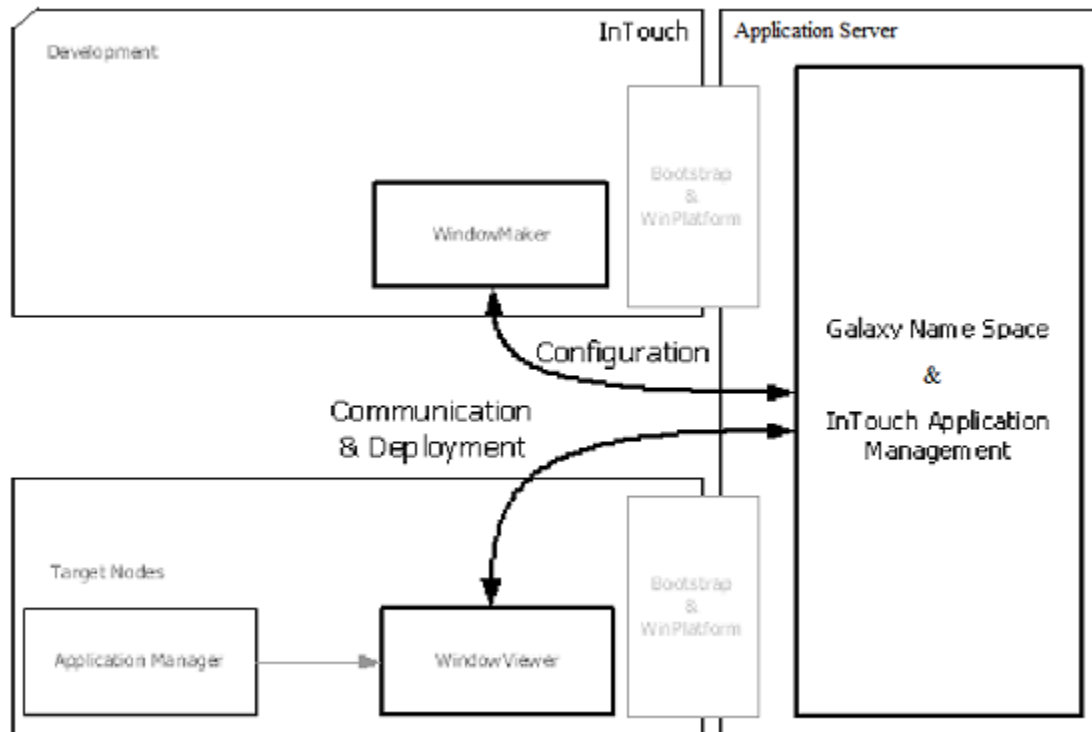 InTouch
Application Server
Development
Bootstrap
&
WinPlatform
WindowMaker
Galaxy Name Space
&
InTouch Application
Management
Configuration
Communication
& Deployment
Target Nodes
Bootstrap
&
WinPlatform
Application Manager
WindowViewer